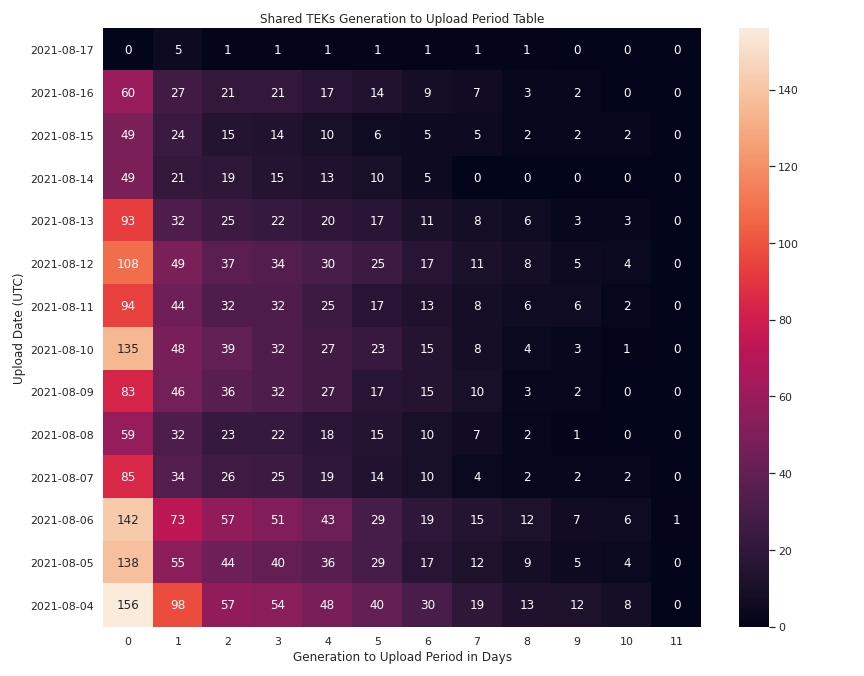 Shared TEKs Generation to Upload Period Table
Upload Date (UTC)
2021-08-17 0 5 1 1 1 1 1 1 1 0 0 0
2021-08-16 60 27 21 21 17 14 9 7 3 2 0 0
2021-08-15 49 24 15 14 10 6 5 5 2 2 2 0
2021-08-14 49 21 19 15 13 10 5 0 0 0 0 0
2021-08-13 93 32 25 22 20 17 11 8 6 3 3 0
2021-08-12 108 49 37 34 30 25 17 11 8 5 4 0
2021-08-11 94 44 32 32 25 17 13 8 6 6 2 0
2021-08-10 135 48 39 32 27 23 15 8 4 3 1 0
2021-08-09 83 46 36 32 27 17 15 10 3 2 0 0
2021-08-08 59 32 23 22 18 15 10 7 2 1 0 0
2021-08-07 85 34 26 25 19 14 10 4 2 2 2 0
2021-08-06 142 73 57 51 43 29 19 15 12 7 6 1
2021-08-05 138 55 44 40 36 29 17 12 9 5 4 0
2021-08-04 156 98 57 54 48 40 30 19 13 12 8 0
0 1 2 3 4 5 6 7 8 9 10 11
Generation to Upload Period in Days
140
120
100
80
60
40
20
0